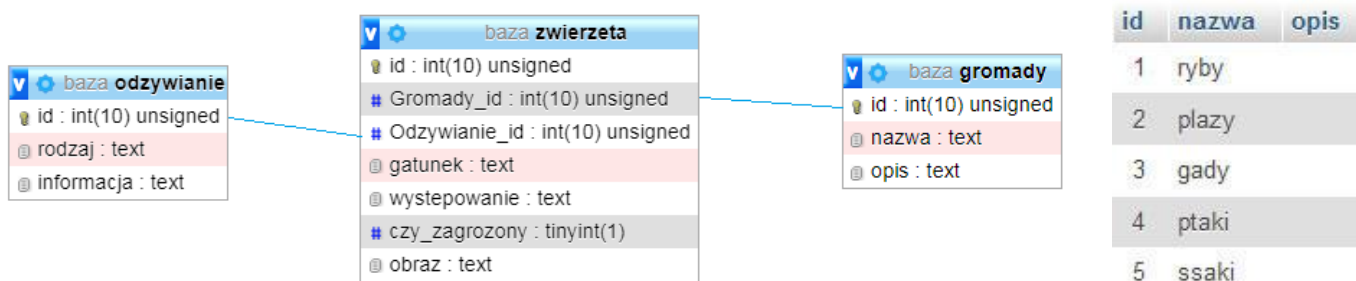 baza odzywianie
id : int(10) unsigned
rodzaj : text
informacja : text
baza zwierzeta
id : int(10) unsigned
Gromady_id : int(10) unsigned
Odzywianie_id : int(10) unsigned
gatunek : text
wystepowanie : text
czy_zagrozony : tinyint(1)
obraz : text
baza gromady
id : int(10) unsigned
nazwa : text
opis : text
id nazwa opis
1 ryby
2 plazy
3 gady
4 ptaki
5 ssaki